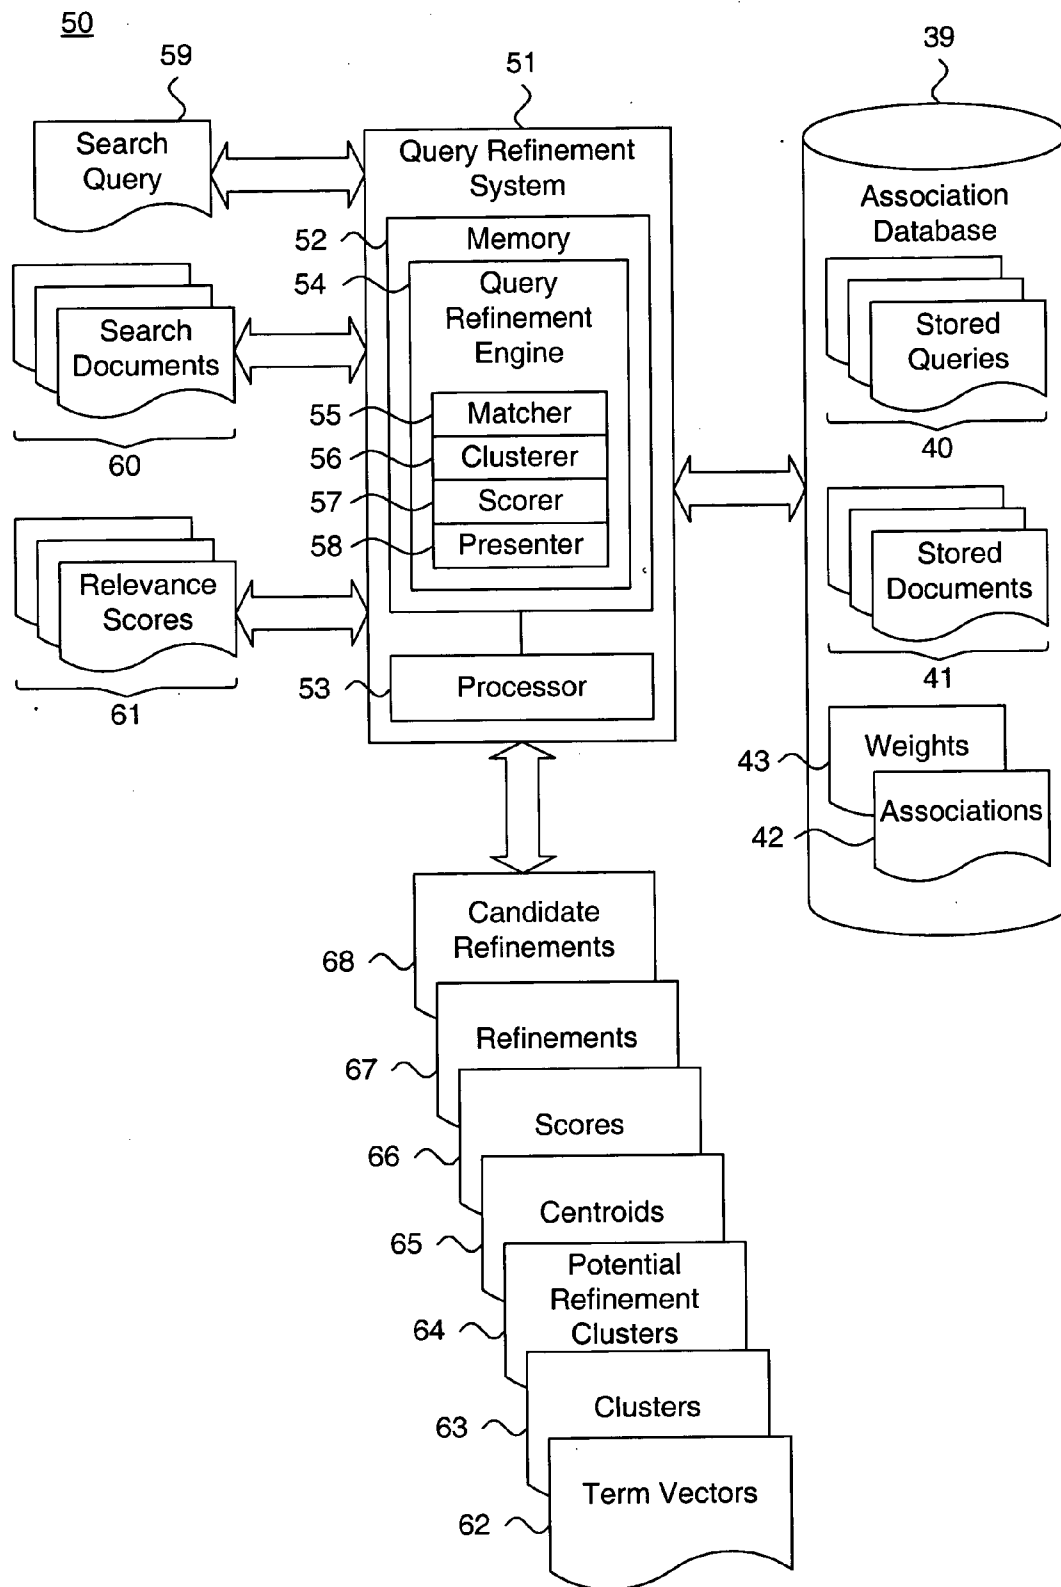 50
59
Search
Query
51
Query Refinement
System
39
Association
Database
52
Memory
54
Query
Refinement
Engine
Search
Documents
60
55
Matcher
56
Clusterer
57
Scorer
58
Presenter
Stored
Queries
40
Relevance
Scores
61
53
Processor
Stored
Documents
41
43
Weights
42
Associations
Candidate
Refinements
68
Refinements
67
Scores
66
Centroids
65
Potential
Refinement
Clusters
64
Clusters
63
Term Vectors
62